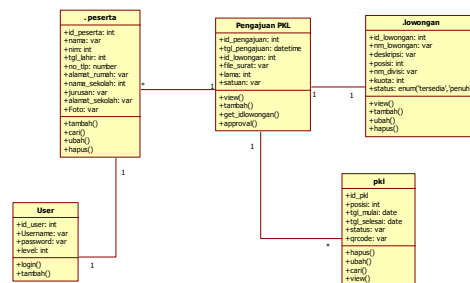 . peserta
+id_peserta: int
+nama: var
+nim: int
+tgl_lahir: int
+no_tlp: number
+alamat_rumah: var
+nama_sekolah: int
+jurusan: var
+alamat_sekolah: var
+Foto: var
+tambah()
+cari()
+ubah()
+hapus()
Pengajuan PKL
+id_pengajuan: int
+tgl_pengajuan: datetime
+id_lowongan: int
+file_surat: var
+lama: int
+satuan: var
+view()
+tambah()
+get_idlowongan()
+approval()
.lowongan
+id_lowongan: int
+nm_lowongan: var
+deskripsi: var
+posisi: int
+nm_divisi: var
+kuota: int
+status: enum('tersedia','penuh
+view()
+tambah()
+ubah()
+hapus()
*
1
1
1
1
1
*
1
User
+id_user: int
+Username: var
+password: var
+level: int
+login()
+tambah()
pkl
+id_pkl
+posisi: int
+tgl_mulai: date
+tgl_selesai: date
+status: var
+qrcode: var
+hapus()
+ubah()
+cari()
+view()